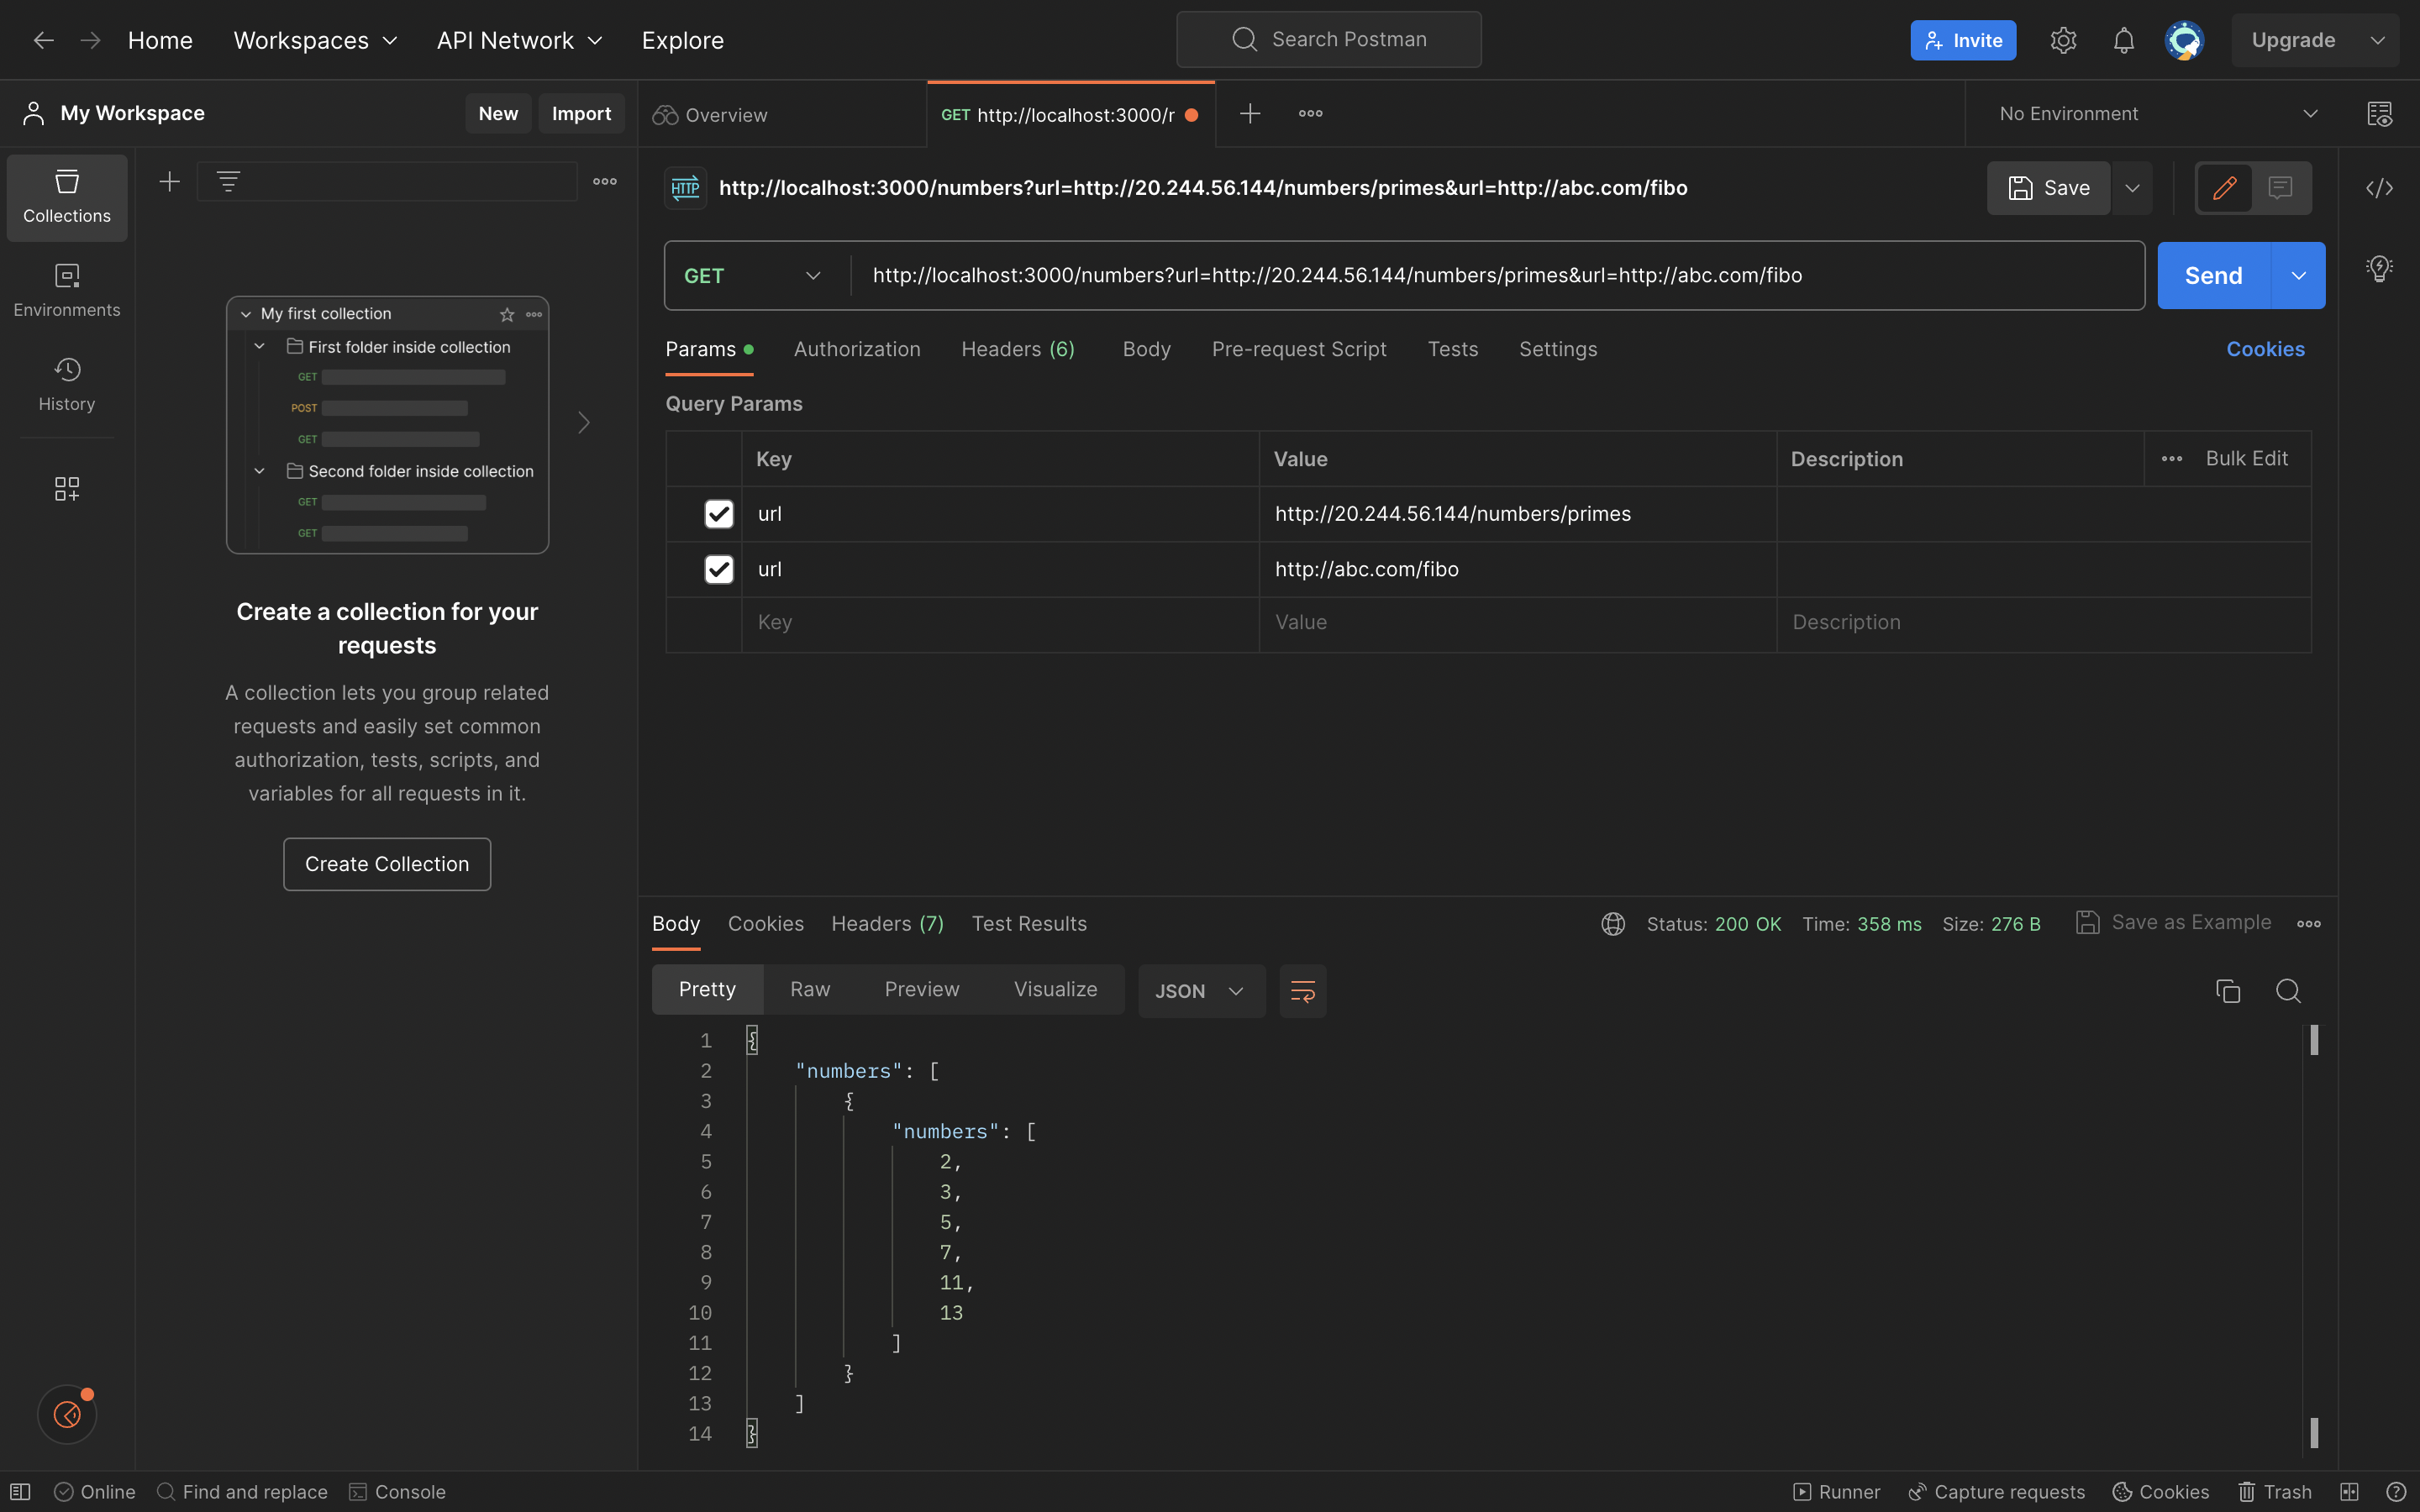 Home Workspaces API Network Explore Search Postman Invite Upgrade
My Workspace New Import Overview GET http://localhost:3000/r No Environment
Collections
Environments
History
My first collection
First folder inside collection
GET
POST
GET
Second folder inside collection
GET
GET
Create a collection for your
requests
A collection lets you group related
requests and easily set common
authorization, tests, scripts, and
variables for all requests in it.
Create Collection
HTTP http://localhost:3000/numbers?url=http://20.244.56.144/numbers/primes&url=http://abc.com/fibo Save
GET http://localhost:3000/numbers?url=http://20.244.56.144/numbers/primes&url=http://abc.com/fibo Send
Params Authorization Headers (6) Body Pre-request Script Tests Settings Cookies
Query Params
Key Value Description Bulk Edit
url http://20.244.56.144/numbers/primes
url http://abc.com/fibo
Key Value Description
Body Cookies Headers (7) Test Results Status: 200 OK Time: 358 ms Size: 276 B Save as Example
Pretty Raw Preview Visualize JSON
1 {
2 "numbers": [
3 {
4 "numbers": [
5 2,
6 3,
7 5,
8 7,
9 11,
10 13
11 ]
12 }
13 ]
14 }
Online Find and replace Console Runner Capture requests Cookies Trash